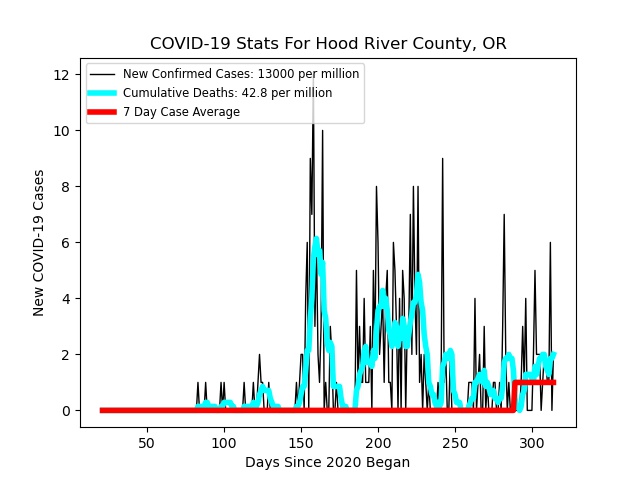 COVID-19 Stats For Hood River County, OR
New Confirmed Cases: 13000 per million
Cumulative Deaths: 42.8 per million
7 Day Case Average
12
10
8
6
4
2
0
New COVID-19 Cases
50 100 150 200 250 300
Days Since 2020 Began